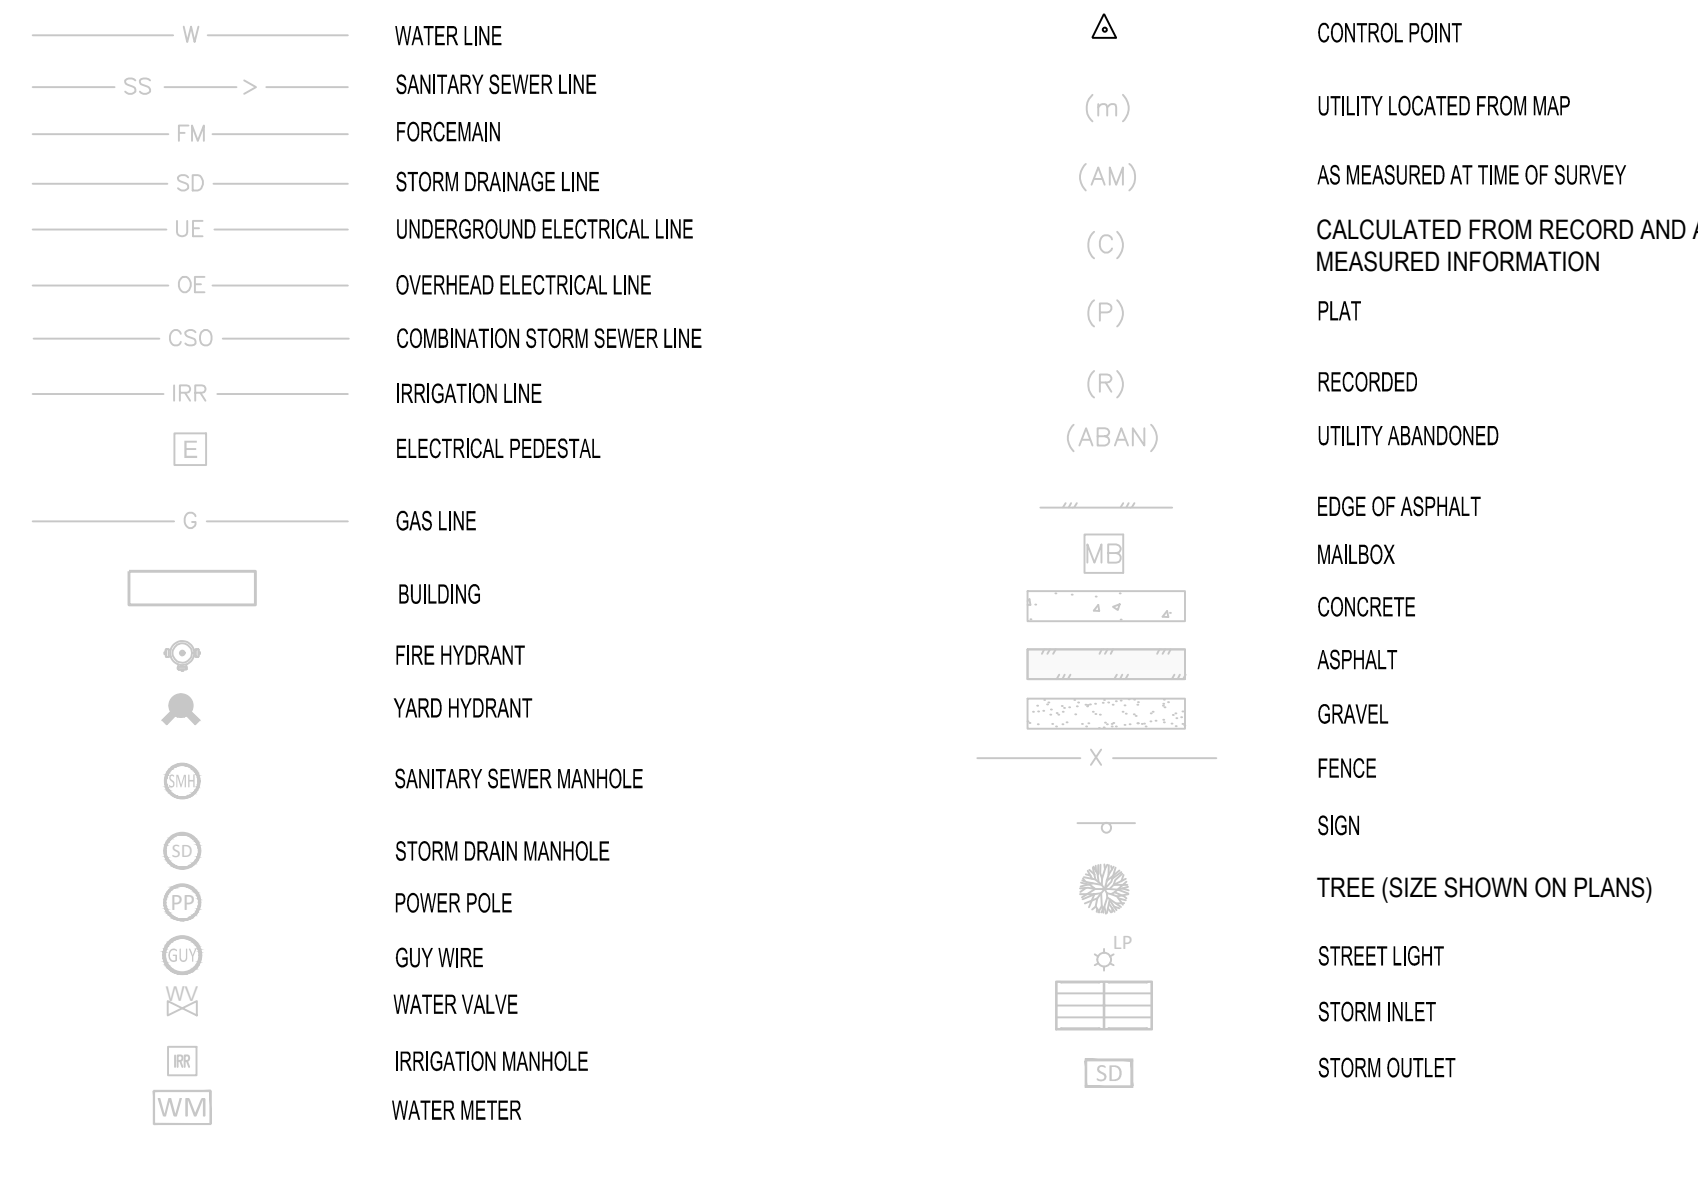 W WATER LINE
SS > SANITARY SEWER LINE
FM FORCEMAIN
SD STORM DRAINAGE LINE
UE UNDERGROUND ELECTRICAL LINE
OE OVERHEAD ELECTRICAL LINE
CSO COMBINATION STORM SEWER LINE
IRR IRRIGATION LINE
E ELECTRICAL PEDESTAL
G GAS LINE
BUILDING
FIRE HYDRANT
YARD HYDRANT
SMH SANITARY SEWER MANHOLE
SD STORM DRAIN MANHOLE
PP POWER POLE
GUY GUY WIRE
WV
WATER VALVE
IRR IRRIGATION MANHOLE
WM WATER METER
CONTROL POINT
(m) UTILITY LOCATED FROM MAP
(AM) AS MEASURED AT TIME OF SURVEY
(C) CALCULATED FROM RECORD AND
MEASURED INFORMATION
(P) PLAT
(R) RECORDED
(ABAN) UTILITY ABANDONED
EDGE OF ASPHALT
MB MAILBOX
CONCRETE
ASPHALT
GRAVEL
X FENCE
SIGN
TREE (SIZE SHOWN ON PLANS)
LP STREET LIGHT
STORM INLET
SD STORM OUTLET